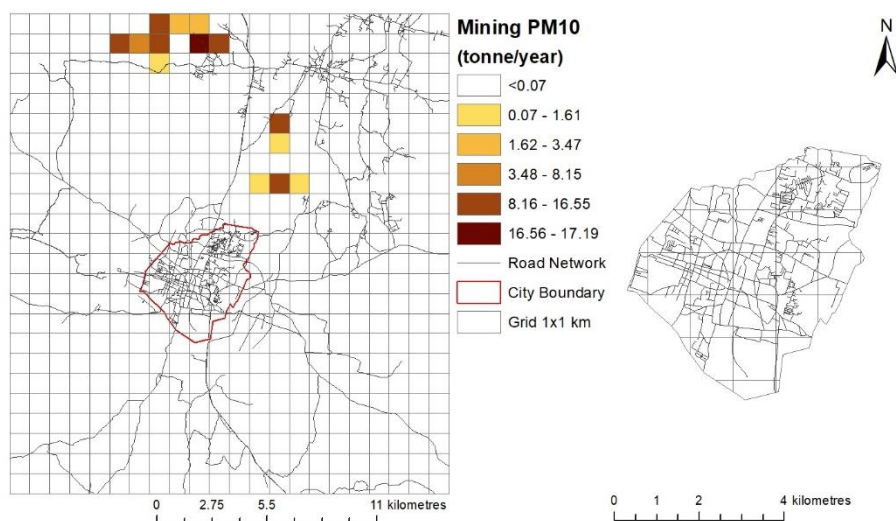 Mining PM10
(tonne/year)
<0.07
0.07 - 1.61
1.62 - 3.47
3.48 - 8.15
8.16 - 16.55
16.56 - 17.19
Road Network
City Boundary
Grid 1x1 km
N
0 2.75 5.5 11 kilometres
0 1 2 4 kilometres